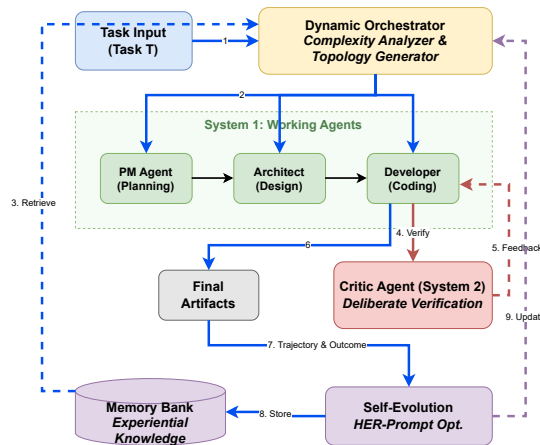 Task Input
(Task T)
1
Dynamic Orchestrator
Complexity Analyzer &
Topology Generator
2
System 1: Working Agents
PM Agent
(Planning)
Architect
(Design)
Developer
(Coding)
3. Retrieve
4. Verify
5. Feedback
6
Final
Artifacts
Critic Agent (System 2)
Deliberate Verification
9. Updat
7. Trajectory & Outcome
Memory Bank
Experiential
Knowledge
8. Store
Self-Evolution
HER-Prompt Opt.